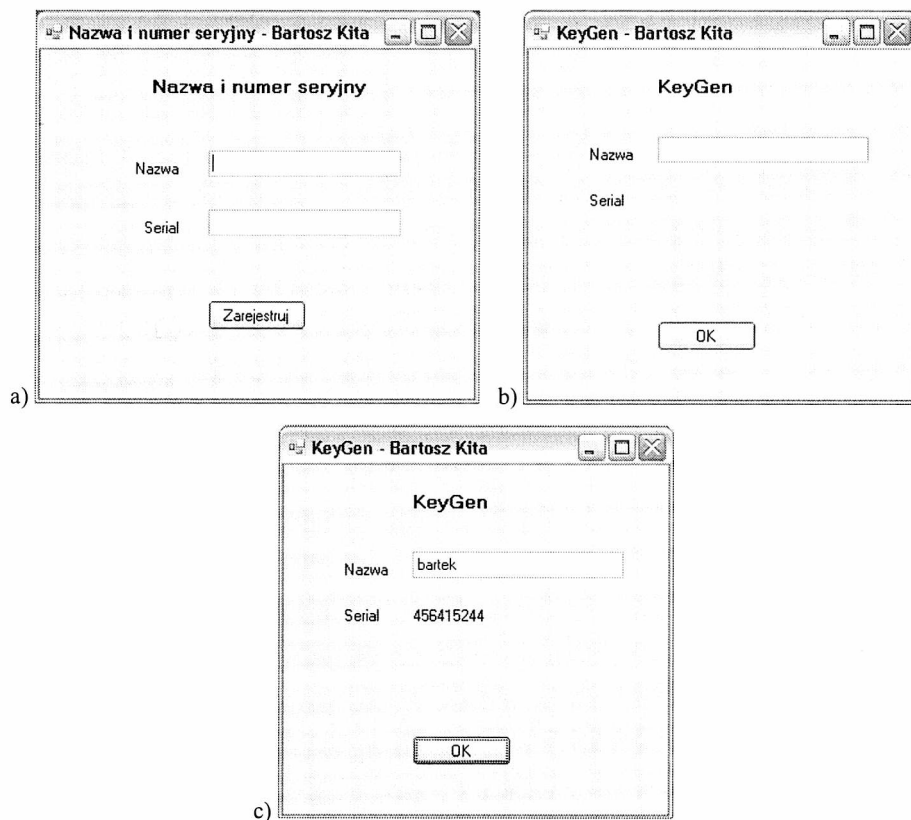 Nazwa i numer seryjny - Bartosz Kita
Nazwa i numer seryjny
Nazwa
Serial
Zarejestruj
a)
KeyGen - Bartosz Kita
KeyGen
Nazwa
Serial
OK
b)
KeyGen - Bartosz Kita
KeyGen
Nazwa bartek
Serial 456415244
OK
c)